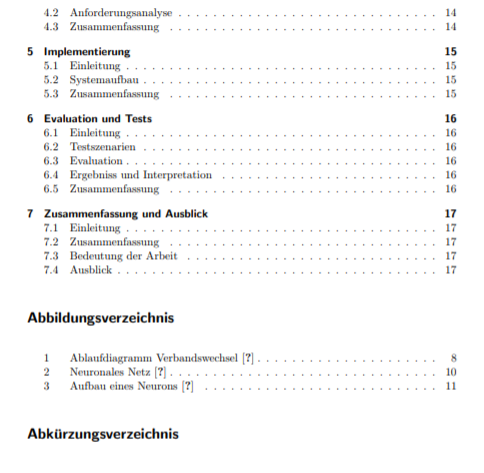 4.2 Anforderungsanalyse . . . . . . . . . . . . . . . . . . . . . . . . . . . . . 14
4.3 Zusammenfassung . . . . . . . . . . . . . . . . . . . . . . . . . . . . . 14
5 Implementierung 15
5.1 Einleitung . . . . . . . . . . . . . . . . . . . . . . . . . . . . . . . . . . 15
5.2 Systemaufbau . . . . . . . . . . . . . . . . . . . . . . . . . . . . . . . . 15
5.3 Zusammenfassung . . . . . . . . . . . . . . . . . . . . . . . . . . . . . 15
6 Evaluation und Tests 16
6.1 Einleitung . . . . . . . . . . . . . . . . . . . . . . . . . . . . . . . . . . 16
6.2 Testszenarien . . . . . . . . . . . . . . . . . . . . . . . . . . . . . . . . 16
6.3 Evaluation . . . . . . . . . . . . . . . . . . . . . . . . . . . . . . . . . . 16
6.4 Ergebniss und Interpretation . . . . . . . . . . . . . . . . . . . . . . . 16
6.5 Zusammenfassung . . . . . . . . . . . . . . . . . . . . . . . . . . . . . 16
7 Zusammenfassung und Ausblick 17
7.1 Einleitung . . . . . . . . . . . . . . . . . . . . . . . . . . . . . . . . . . 17
7.2 Zusammenfassung . . . . . . . . . . . . . . . . . . . . . . . . . . . . . 17
7.3 Bedeutung der Arbeit . . . . . . . . . . . . . . . . . . . . . . . . . . . 17
7.4 Ausblick . . . . . . . . . . . . . . . . . . . . . . . . . . . . . . . . . . . 17
Abbildungsverzeichnis
1 Ablaufdiagramm Verbandswechsel [?] . . . . . . . . . . . . . . . . . . . 8
2 Neuronales Netz [?] . . . . . . . . . . . . . . . . . . . . . . . . . . . . . 10
3 Aufbau eines Neurons [?] . . . . . . . . . . . . . . . . . . . . . . . . . 11
Abkürzungsverzeichnis